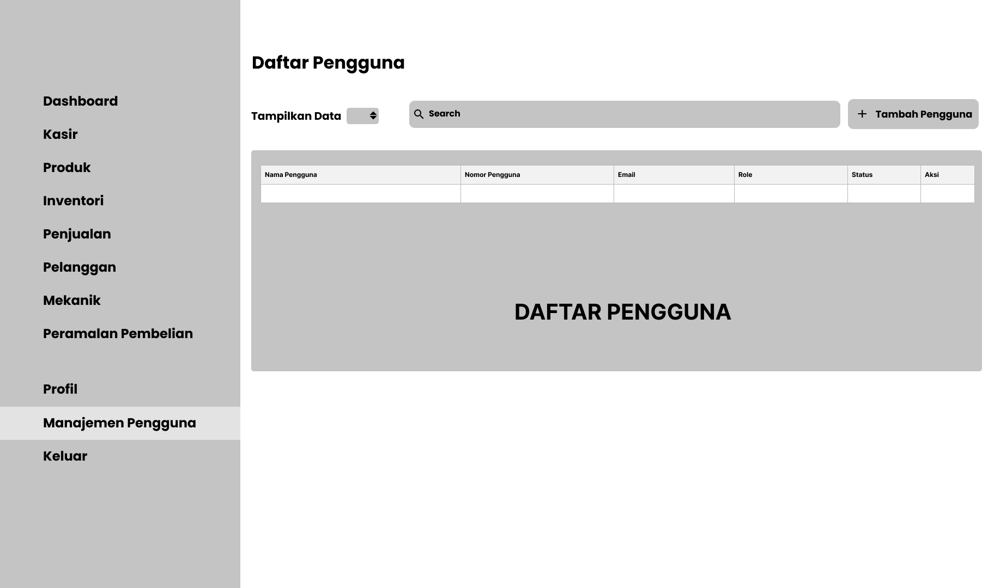 Dashboard
Kasir
Produk
Inventori
Penjualan
Pelanggan
Mekanik
Peramalan Pembelian
Profil
Manajemen Pengguna
Keluar
Daftar Pengguna
Tampilkan Data
Search
Tambah Pengguna
Nama Pengguna Nomor Pengguna Email Role Status Aksi
DAFTAR PENGGUNA